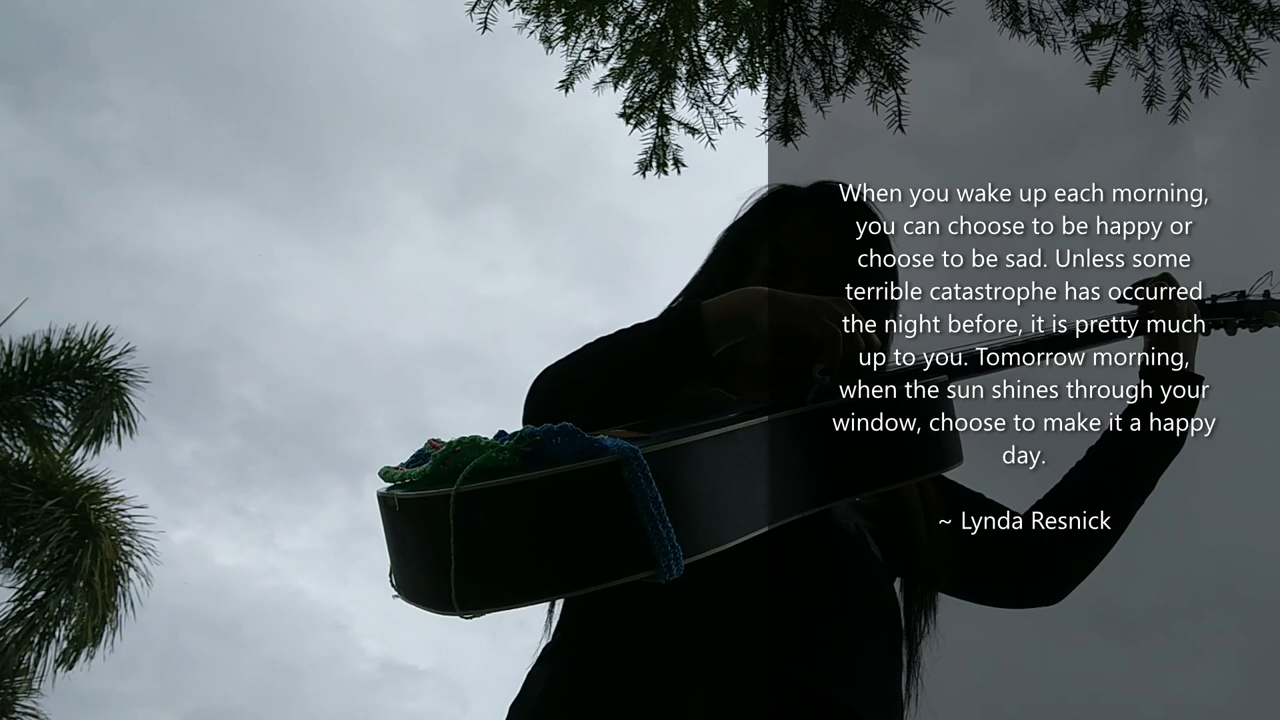 When you wake up each morning,
you can choose to be happy or
choose to be sad. Unless some
terrible catastrophe has occurred
the night before, it is pretty much
up to you. Tomorrow morning,
when the sun shines through your
window, choose to make it a happy
day.
~ Lynda Resnick